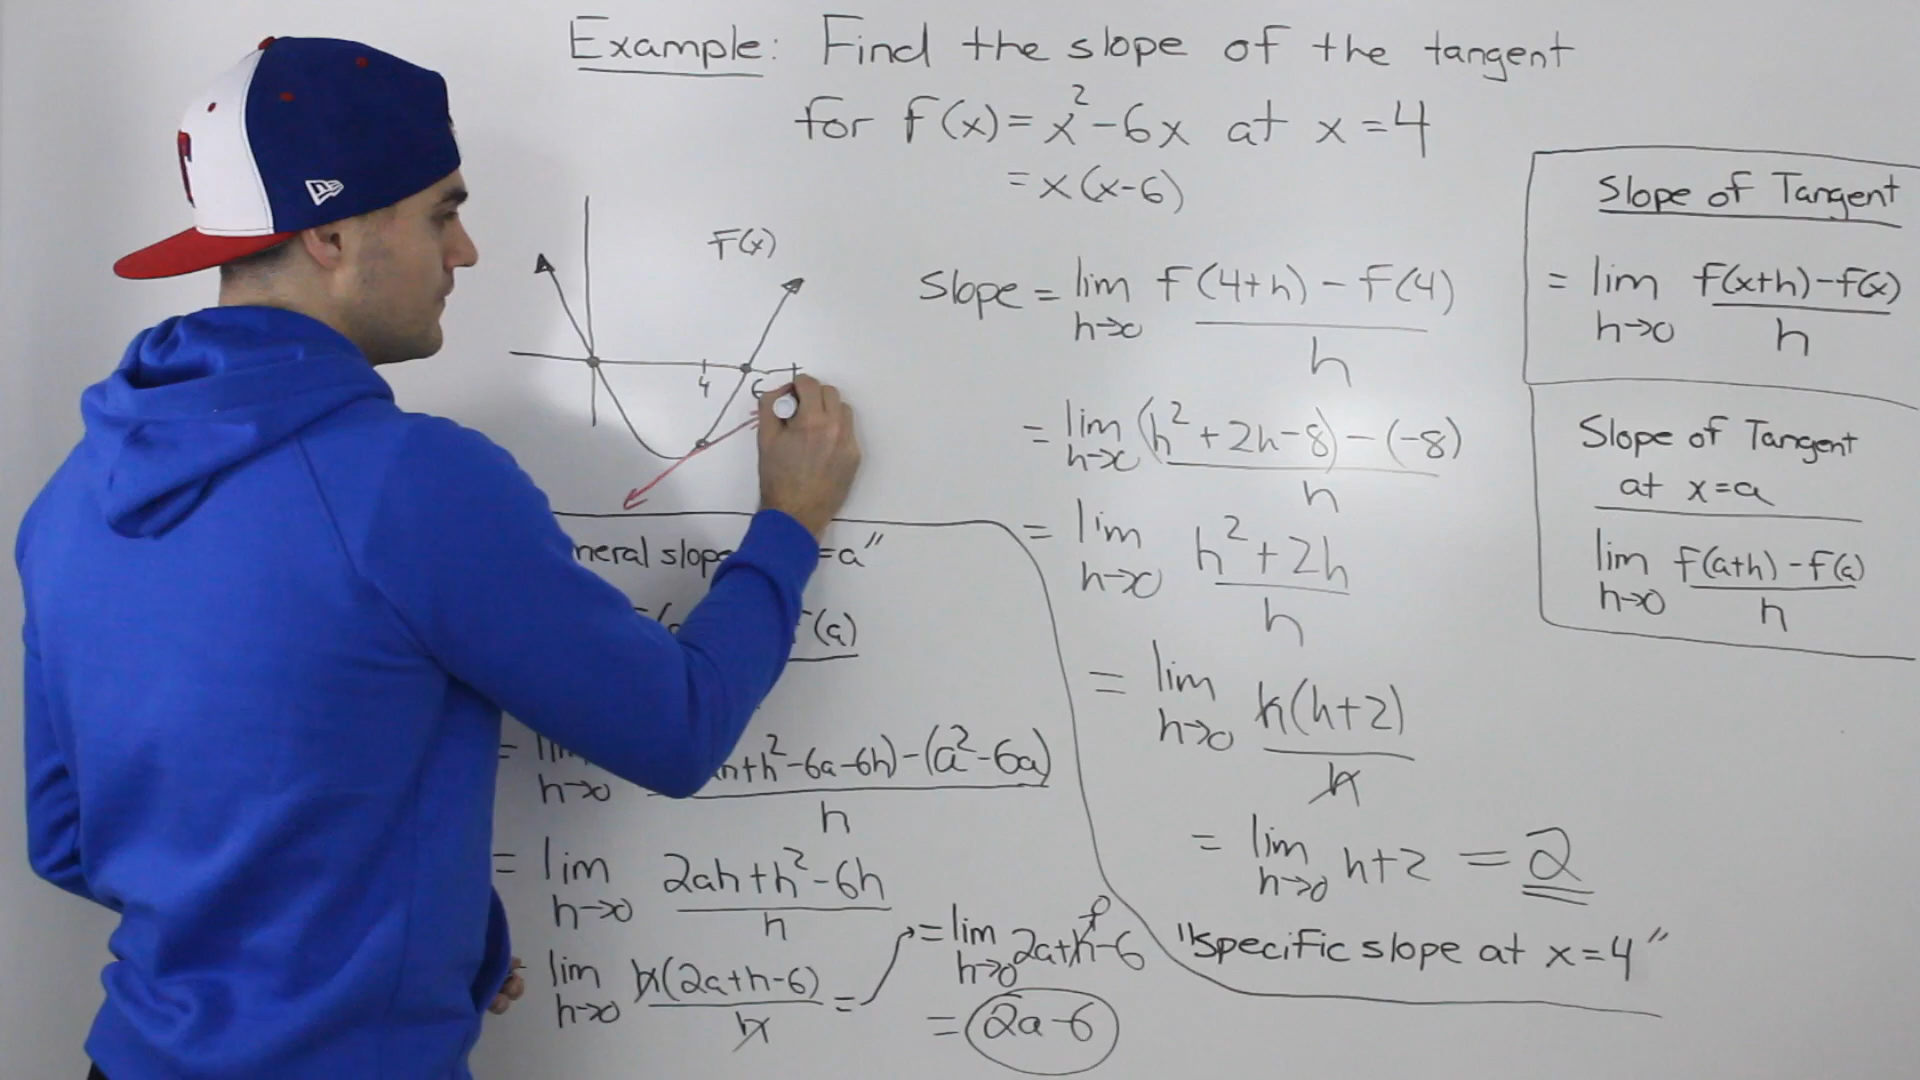 Example: Find the slope of the tangent
for f(x)=x²-6x at x=4
=x(x-6)
F(x)
4
6
Slope = lim f(4+h)-f(4)
h→0 h
= lim (h²+2h-8)-(-8)
h→0 h
= lim h²+2h
h→0 h
= lim h(h+2)
h→0 h
= lim h+2 = 2
h→0
"specific slope at x=4"
Slope of Tangent
= lim f(x+h)-f(x)
h→0 h
Slope of Tangent
at x=a
lim f(a+h)-f(a)
h→0 h
slope =a"
(a)
= h²-6a-6h)-(a²-6a)
h→0 h
= lim 2ah+h²-6h
h→0 h
lim h(2a+h-6) =
h→0 h
= lim 2a+h-6
h→0
= 2a-6